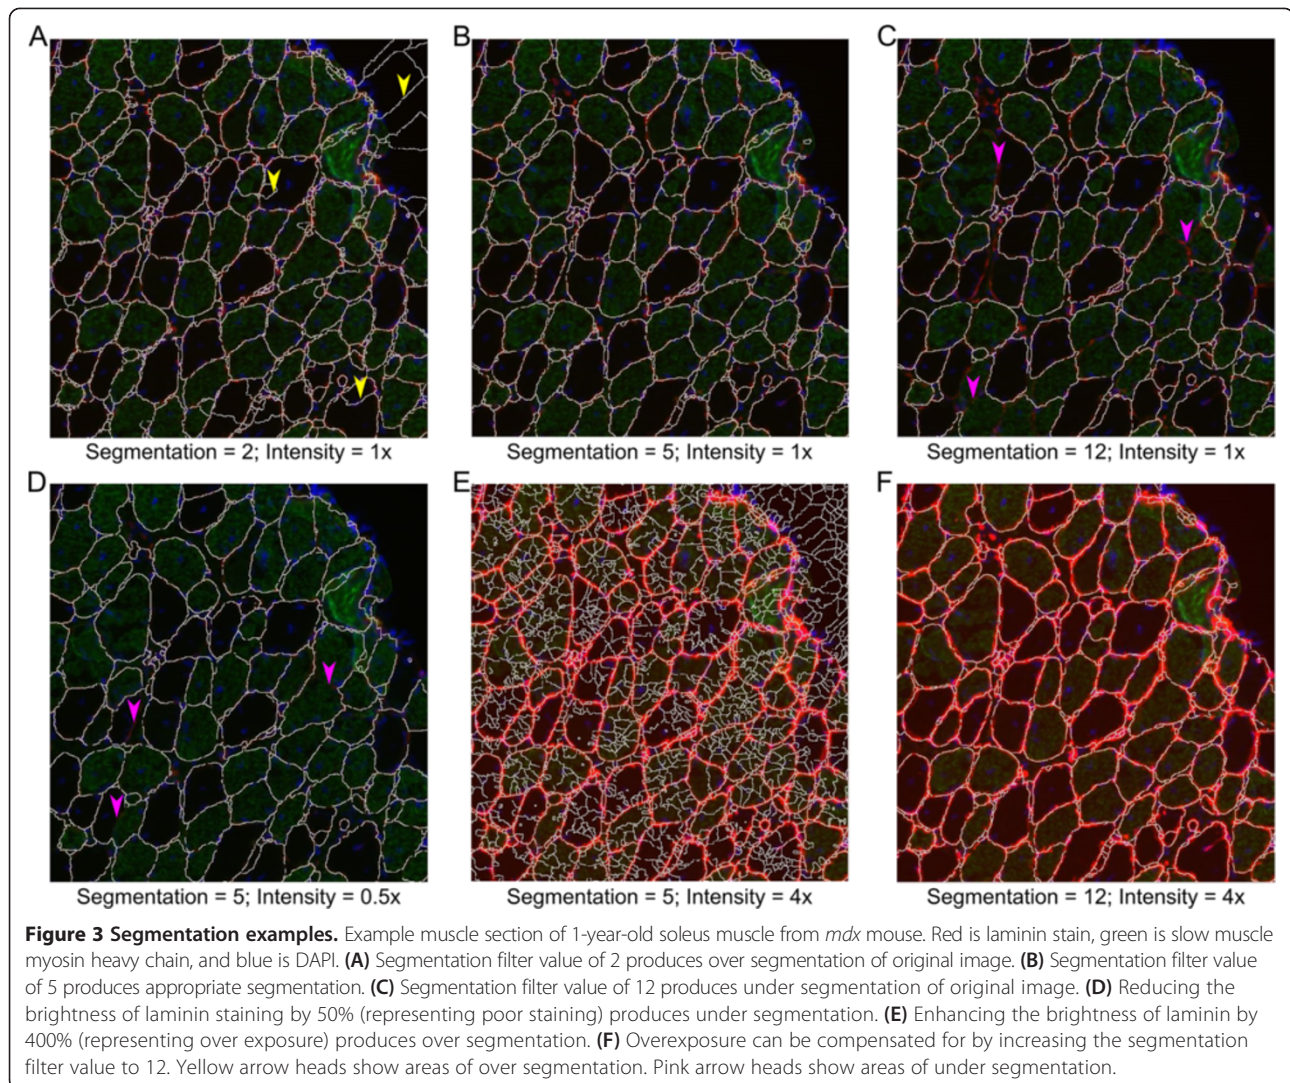 A
B
C
Segmentation = 2; Intensity = 1x
Segmentation = 5; Intensity = 1x
Segmentation = 12; Intensity = 1x
D
E
F
Segmentation = 5; Intensity = 0.5x
Segmentation = 5; Intensity = 4x
Segmentation = 12; Intensity = 4x
Figure 3 Segmentation examples. Example muscle section of 1-year-old soleus muscle from mdx mouse. Red is laminin stain, green is slow muscle
myosin heavy chain, and blue is DAPI. (A) Segmentation filter value of 2 produces over segmentation of original image. (B) Segmentation filter value
of 5 produces appropriate segmentation. (C) Segmentation filter value of 12 produces under segmentation of original image. (D) Reducing the
brightness of laminin staining by 50% (representing poor staining) produces under segmentation. (E) Enhancing the brightness of laminin by
400% (representing over exposure) produces over segmentation. (F) Overexposure can be compensated for by increasing the segmentation
filter value to 12. Yellow arrow heads show areas of over segmentation. Pink arrow heads show areas of under segmentation.